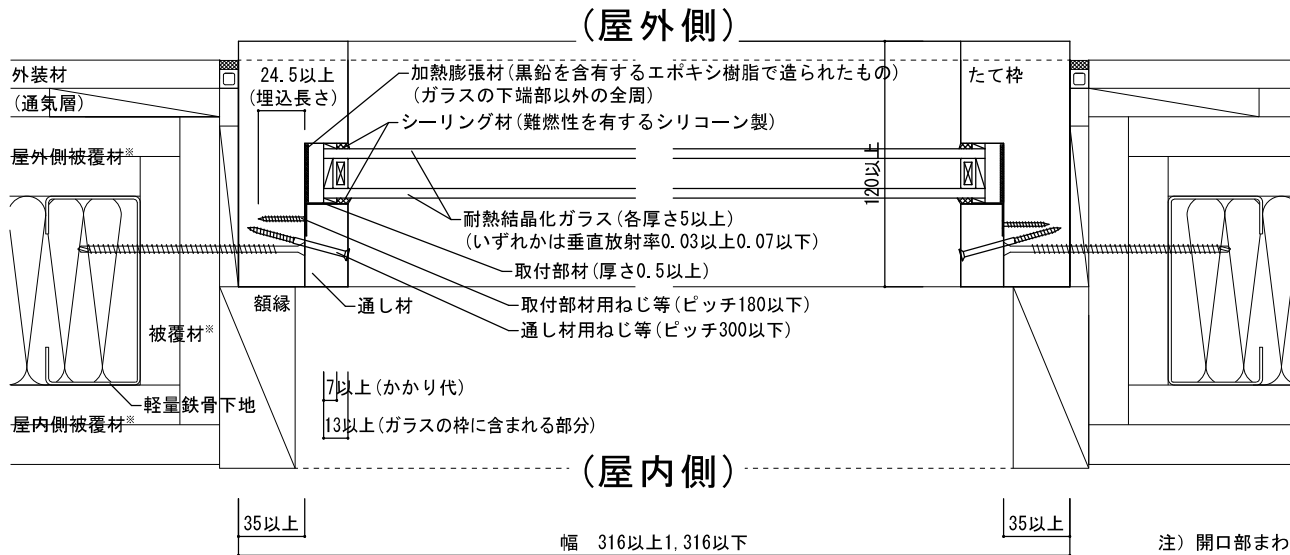 (屋外側)
外装材
(通気層)
屋外側被覆材※
24.5以上
(埋込長さ)
加熱膨張材(黒鉛を含有するエポキシ樹脂で造られたもの)
(ガラスの下端部以外の全周)
シーリング材(難燃性を有するシリコーン製)
たて枠
120以上
耐熱結晶化ガラス(各厚さ5以上)
(いずれかは垂直放射率0.03以上0.07以下)
取付部材(厚さ0.5以上)
取付部材用ねじ等(ピッチ180以下)
通し材用ねじ等(ピッチ300以下)
額縁
通し材
被覆材※
軽量鉄骨下地
屋内側被覆材※
7以上(かかり代)
13以上(ガラスの枠に含まれる部分)
(屋内側)
35以上
35以上
幅 316以上1,316以下
注) 開口部まわ